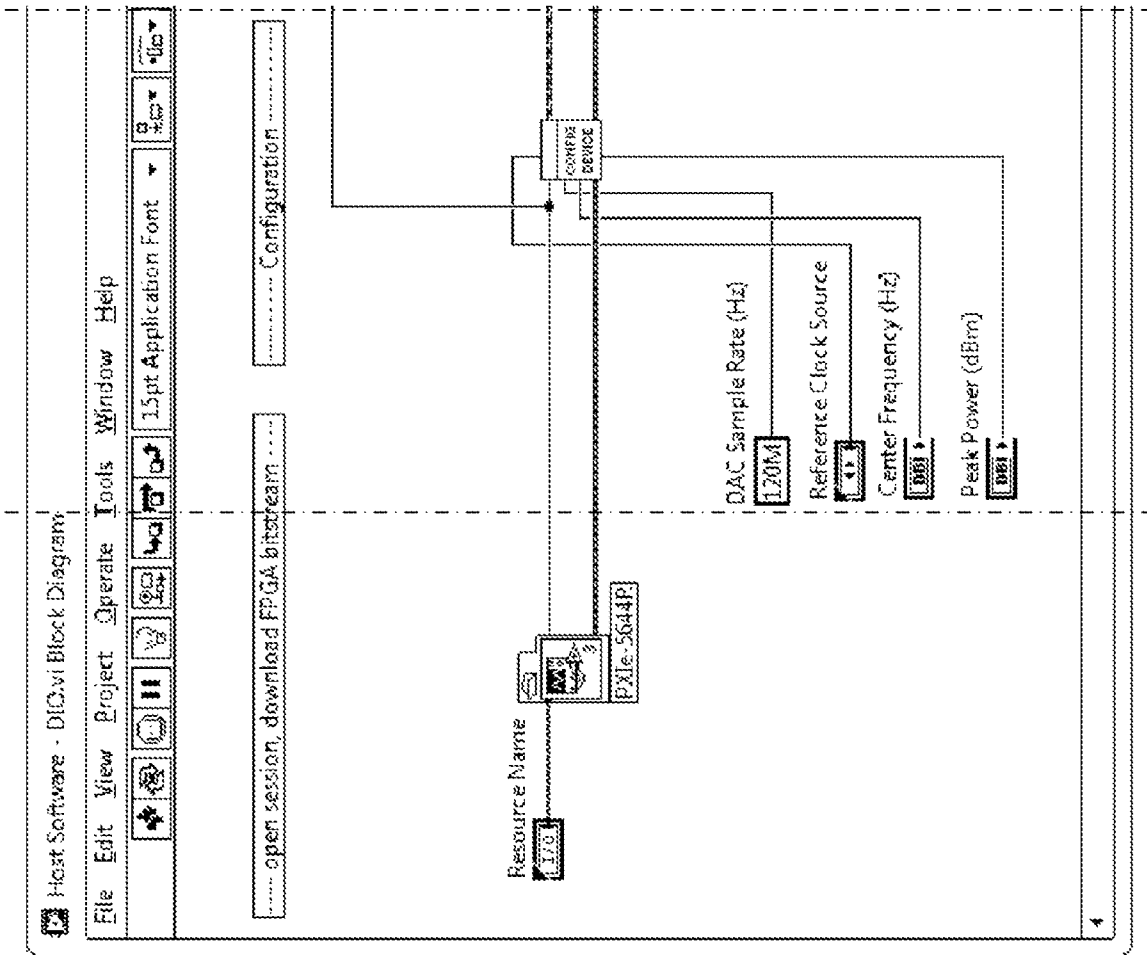 Host Software - DIO.vi Block Diagram
File Edit View Project Operate Tools Window Help
15pt Application Font
----- open session, download FPGA bitstream -----
---------- Configuration ----------
Resource Name
I/O
PXIe-5644R
CONFIG
DEVICE
DAC Sample Rate (Hz)
120M
Reference Clock Source
Center Frequency (Hz)
DBL
Peak Power (dBm)
DBL